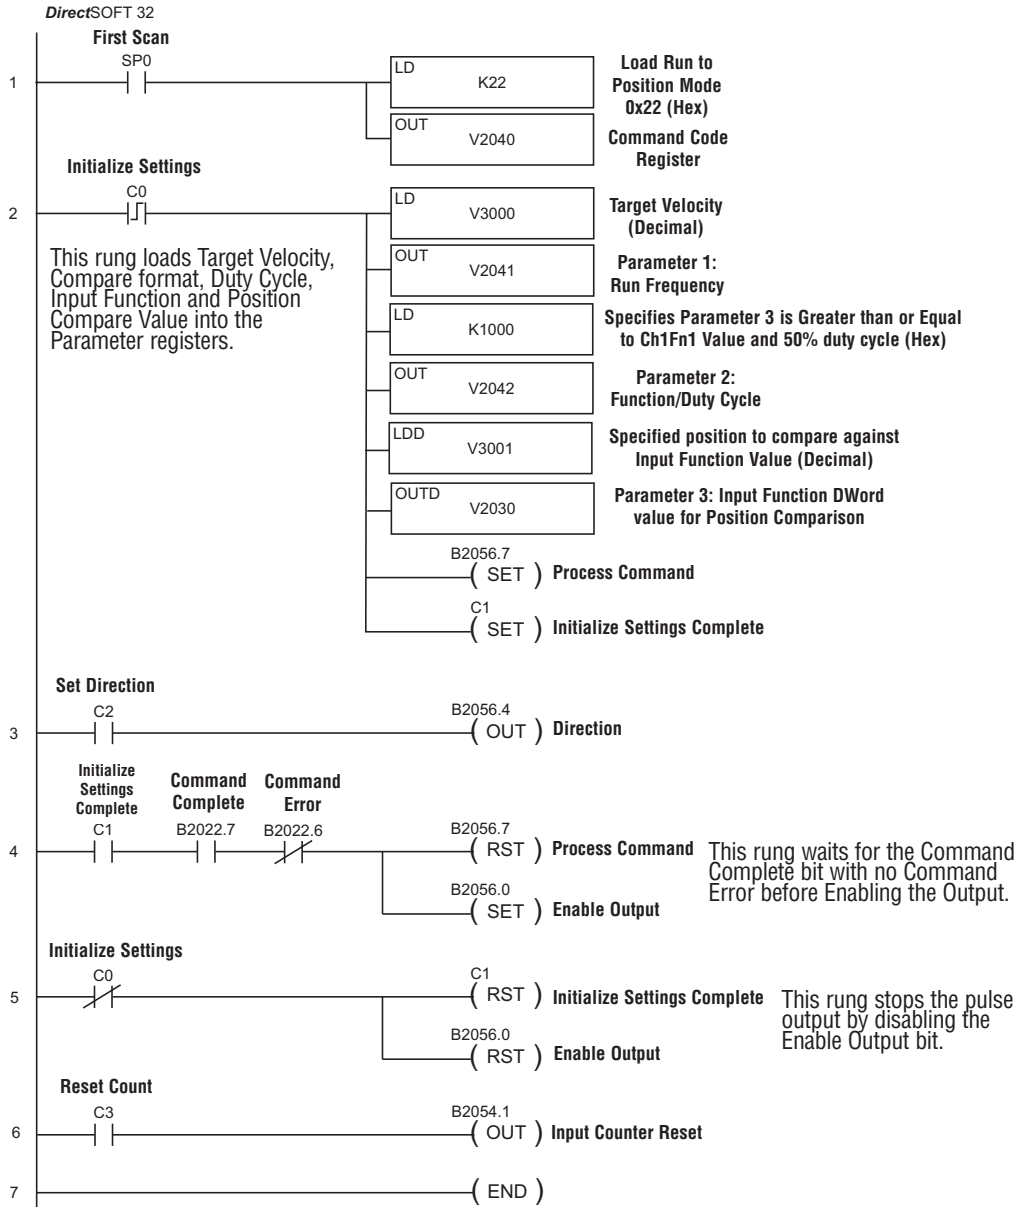 DirectSOFT 32
First Scan
SP0
1
LD
K22
Load Run to
Position Mode
0x22 (Hex)
OUT
V2040
Command Code
Register
Initialize Settings
C0
2
LD
V3000
Target Velocity
(Decimal)
This rung loads Target Velocity,
Compare format, Duty Cycle,
Input Function and Position
Compare Value into the
Parameter registers.
OUT
V2041
Parameter 1:
Run Frequency
LD
K1000
Specifies Parameter 3 is Greater than or Equal
to Ch1Fn1 Value and 50% duty cycle (Hex)
OUT
V2042
Parameter 2:
Function/Duty Cycle
LDD
V3001
Specified position to compare against
Input Function Value (Decimal)
OUTD
V2030
Parameter 3: Input Function DWord
value for Position Comparison
B2056.7
( SET ) Process Command
C1
( SET ) Initialize Settings Complete
Set Direction
C2
3
B2056.4
( OUT ) Direction
Initialize
Settings
Complete
C1
Command
Complete
B2022.7
Command
Error
B2022.6
4
B2056.7
( RST ) Process Command
B2056.0
( SET ) Enable Output
This rung waits for the Command
Complete bit with no Command
Error before Enabling the Output.
Initialize Settings
C0
5
C1
( RST ) Initialize Settings Complete
B2056.0
( RST ) Enable Output
This rung stops the pulse
output by disabling the
Enable Output bit.
Reset Count
C3
6
B2054.1
( OUT ) Input Counter Reset
7
( END )